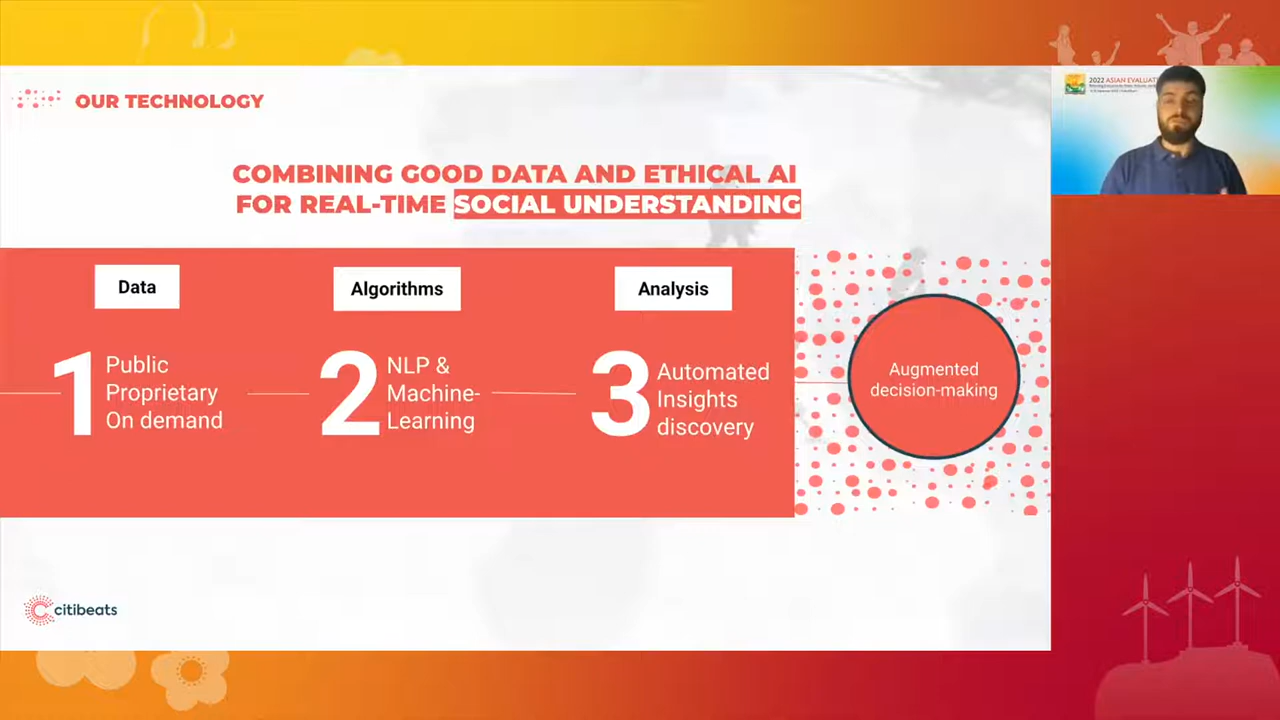 OUR TECHNOLOGY
2022 ASIAN EVALUAT
COMBINING GOOD DATA AND ETHICAL AI
FOR REAL-TIME SOCIAL UNDERSTANDING
Data
Algorithms
Analysis
1
Public
Proprietary
On demand
2
NLP &
Machine-
Learning
3
Automated
Insights
discovery
Augmented
decision-making
citibeats